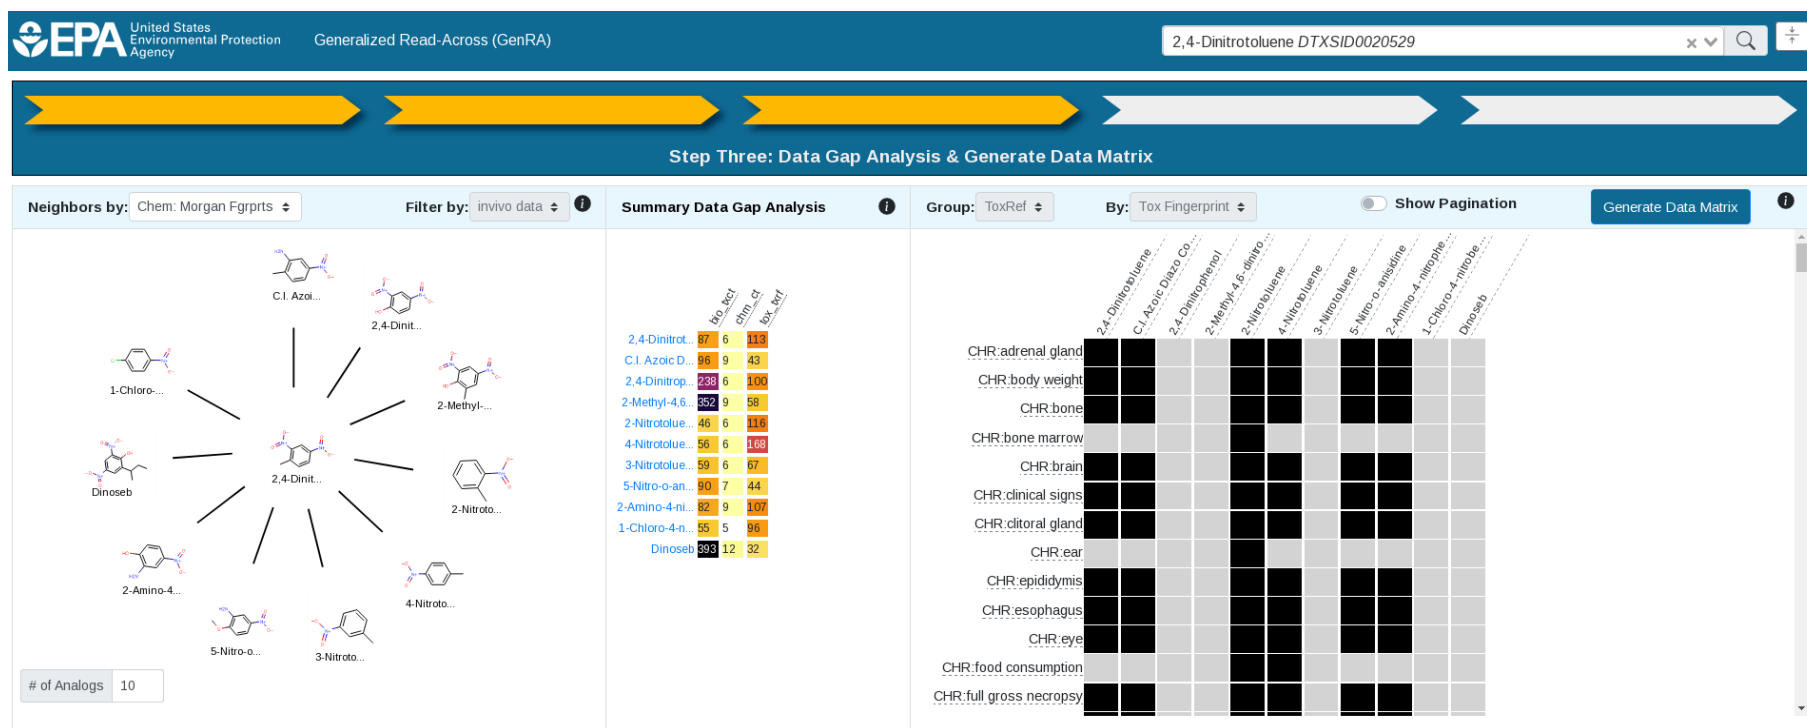 EPA United States
Environmental Protection
Agency
Generalized Read-Across (GenRA)
2,4-Dinitrotoluene DTXSID0020529
Step Three: Data Gap Analysis & Generate Data Matrix
Neighbors by: Chem: Morgan Fgrprts
Filter by: invivo data
Summary Data Gap Analysis
Group: ToxRef
By: Tox Fingerprint
Show Pagination
Generate Data Matrix
C.I. Azoi...
2,4-Dinit...
2-Methyl-...
2-Nitroto...
4-Nitroto...
3-Nitroto...
5-Nitro-o...
2-Amino-4...
Dinoseb
1-Chloro-...
2,4-Dinit...
# of Analogs 10
bio_txct chm_ct tox_txrf
2,4-Dinitrot... 87 6 113
C.I. Azoic D... 96 9 43
2,4-Dinitrop... 238 6 100
2-Methyl-4,6... 352 9 58
2-Nitrotolue... 46 6 116
4-Nitrotolue... 56 6 168
3-Nitrotolue... 59 6 67
5-Nitro-o-an... 90 7 44
2-Amino-4-ni... 82 9 107
1-Chloro-4-n... 55 5 96
Dinoseb 393 12 32
2,4-Dinitrotoluene
C.I. Azoic Diazo Co...
2,4-Dinitrophenol
2-Methyl-4,6-dinitro...
2-Nitrotoluene
4-Nitrotoluene
3-Nitrotoluene
5-Nitro-o-anisidine
2-Amino-4-nitrophe...
1-Chloro-4-nitrobe...
Dinoseb
CHR:adrenal gland
CHR:body weight
CHR:bone
CHR:bone marrow
CHR:brain
CHR:clinical signs
CHR:clitoral gland
CHR:ear
CHR:epididymis
CHR:esophagus
CHR:eye
CHR:food consumption
CHR:full gross necropsy